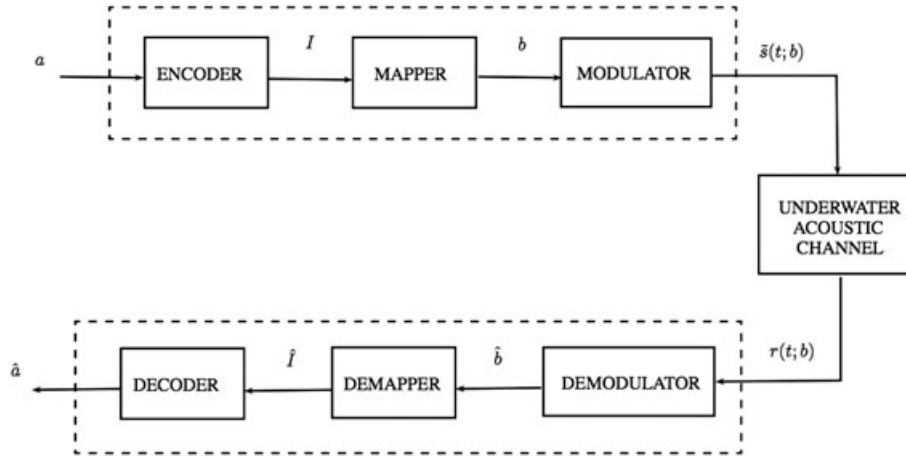 a
ENCODER
I
MAPPER
b
MODULATOR
s̃(t; b)
UNDERWATER
ACOUSTIC
CHANNEL
r(t; b)
DEMODULATOR
b̂
DEMAPPER
Î
DECODER
â